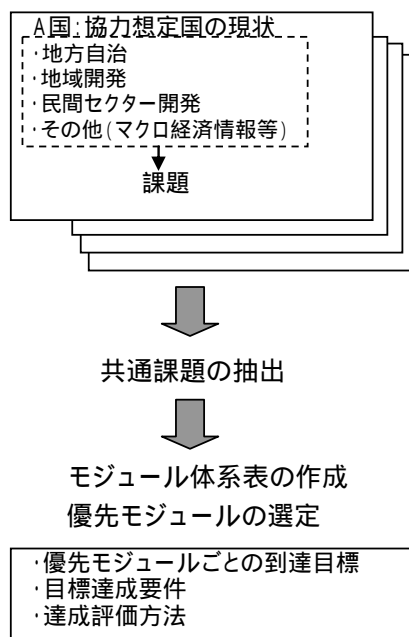 A国:協力想定国の現状
・地方自治
・地域開発
・民間セクター開発
・その他(マクロ経済情報等)
課題
共通課題の抽出
モジュール体系表の作成
優先モジュールの選定
・優先モジュールごとの到達目標
・目標達成要件
・達成評価方法